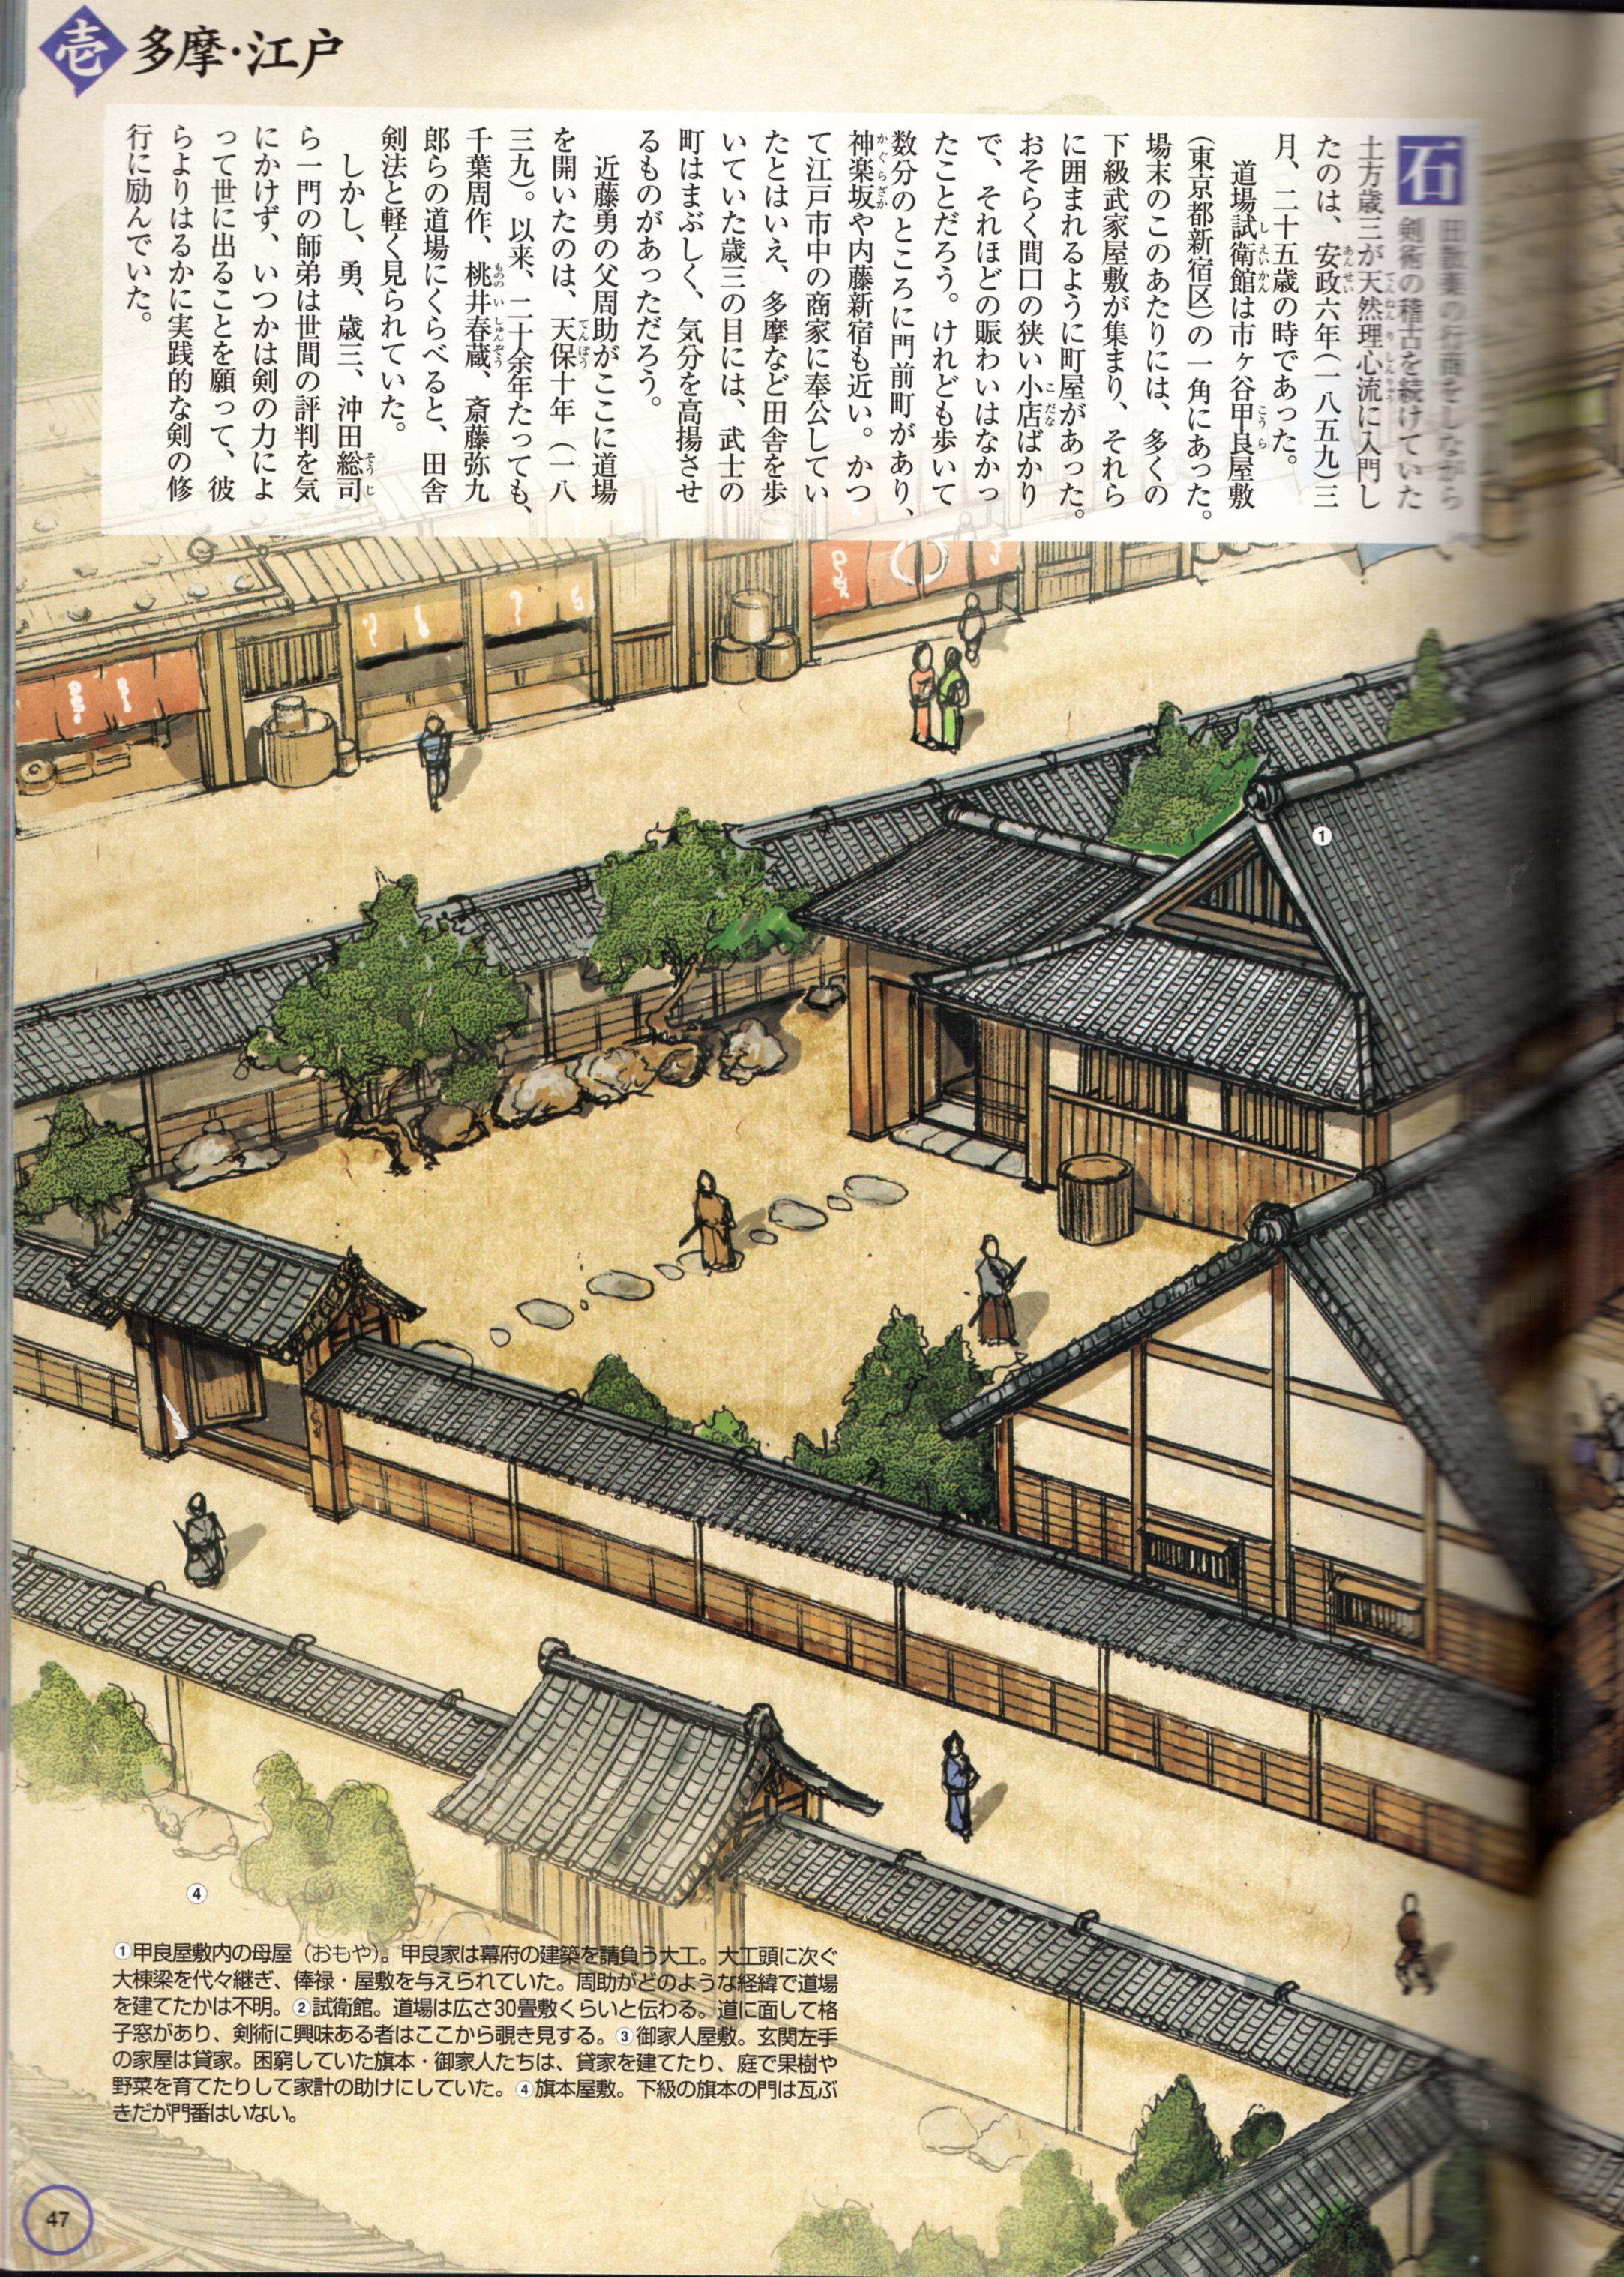 壱
多摩・江戸
石田散薬の行商をしながら
剣術の稽古を続けていた
土方歳三が天然理心流に入門し
たのは、安政六年(一八五九)三
月、二十五歳の時であった。
道場試衛館は市ヶ谷甲良屋敷
(東京都新宿区)の一角にあった。
場末のこのあたりには、多くの
下級武家屋敷が集まり、それら
に囲まれるように町屋があった。
おそらく間口の狭い小店ばかり
で、それほどの賑わいはなかっ
たことだろう。けれども歩いて
数分のところに門前町があり、
神楽坂や内藤新宿も近い。かつ
て江戸市中の商家に奉公してい
たとはいえ、多摩など田舎を歩
いていた歳三の目には、武士の
町はまぶしく、気分を高揚させ
るものがあっただろう。
近藤勇の父周助がここに道場
を開いたのは、天保十年(一八
三九)。以来、二十余年たっても、
千葉周作、桃井春蔵、斎藤弥九
郎らの道場にくらべると、田舎
剣法と軽く見られていた。
しかし、勇、歳三、沖田総司
ら一門の師弟は世間の評判を気
にかけず、いつかは剣の力によ
って世に出ることを願って、彼
らよりはるかに実践的な剣の修
行に励んでいた。
①
④
①甲良屋敷内の母屋(おもや)。甲良家は幕府の建築を請負う大工。大工頭に次ぐ
大棟梁を代々継ぎ、俸禄・屋敷を与えられていた。周助がどのような経緯で道場
を建てたかは不明。②試衛館。道場は広さ30畳敷くらいと伝わる。道に面して格
子窓があり、剣術に興味ある者はここから覗き見する。③御家人屋敷。玄関左手
の家屋は貸家。困窮していた旗本・御家人たちは、貸家を建てたり、庭で果樹や
野菜を育てたりして家計の助けにしていた。④旗本屋敷。下級の旗本の門は瓦ぶ
きだが門番はいない。
47